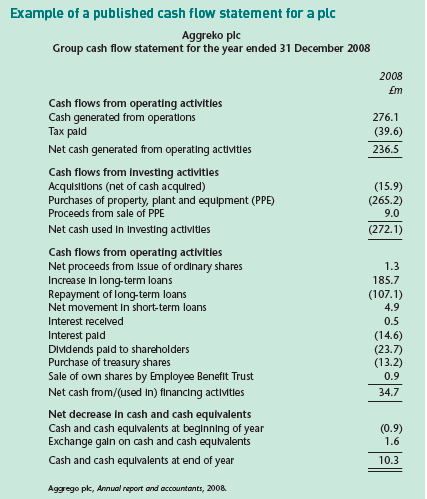 Example of a published cash flow statement for a plc
Aggreko plc
Group cash flow statement for the year ended 31 December 2008
2008
£m
Cash flows from operating activities
Cash generated from operations 276.1
Tax paid (39.6)
Net cash generated from operating activities 236.5
Cash flows from investing activities
Acquisitions (net of cash acquired) (15.9)
Purchases of property, plant and equipment (PPE) (265.2)
Proceeds from sale of PPE 9.0
Net cash used in investing activities (272.1)
Cash flows from operating activities
Net proceeds from issue of ordinary shares 1.3
Increase in long-term loans 185.7
Repayment of long-term loans (107.1)
Net movement in short-term loans 4.9
Interest received 0.5
Interest paid (14.6)
Dividends paid to shareholders (23.7)
Purchase of treasury shares (13.2)
Sale of own shares by Employee Benefit Trust 0.9
Net cash from/(used in) financing activities 34.7
Net decrease in cash and cash equivalents
Cash and cash equivalents at beginning of year (0.9)
Exchange gain on cash and cash equivalents 1.6
Cash and cash equivalents at end of year 10.3
Aggrego plc, Annual report and accountants, 2008.